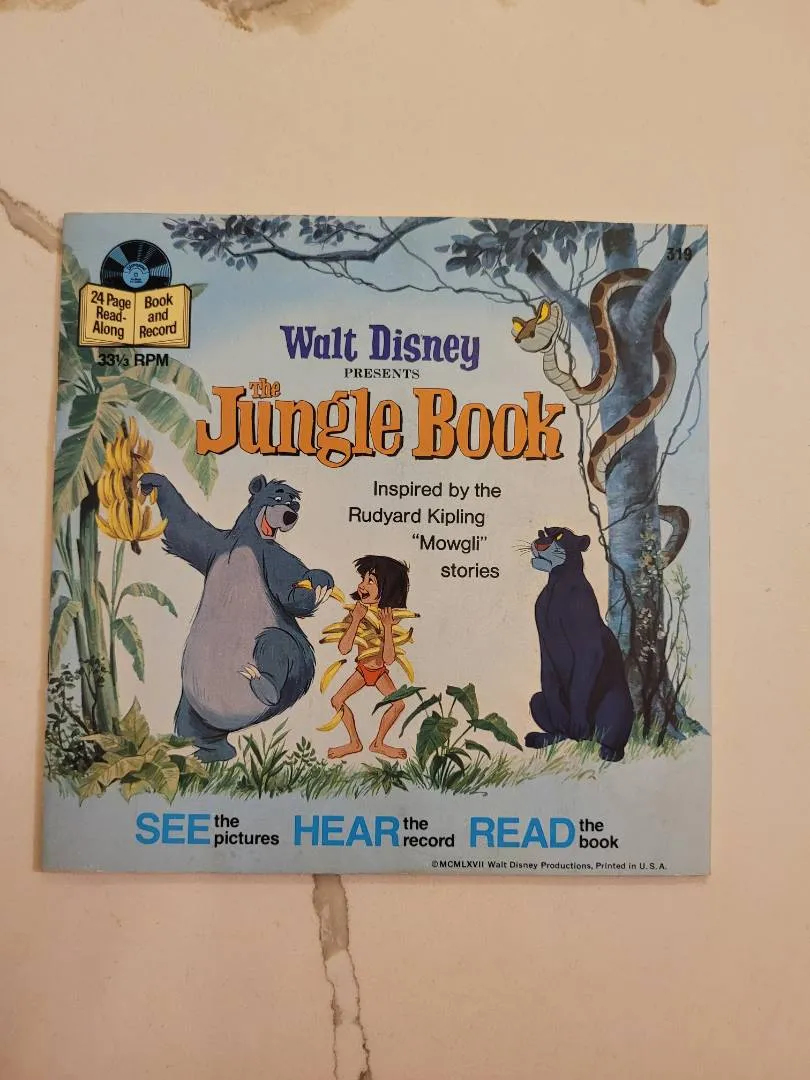 319
24 Page Read-Along
Book and Record
33⅓ RPM
Walt Disney
PRESENTS
The
Jungle Book
Inspired by the
Rudyard Kipling
"Mowgli"
stories
SEE the pictures HEAR the record READ the book
©MCMLXVII Walt Disney Productions, Printed in U.S.A.